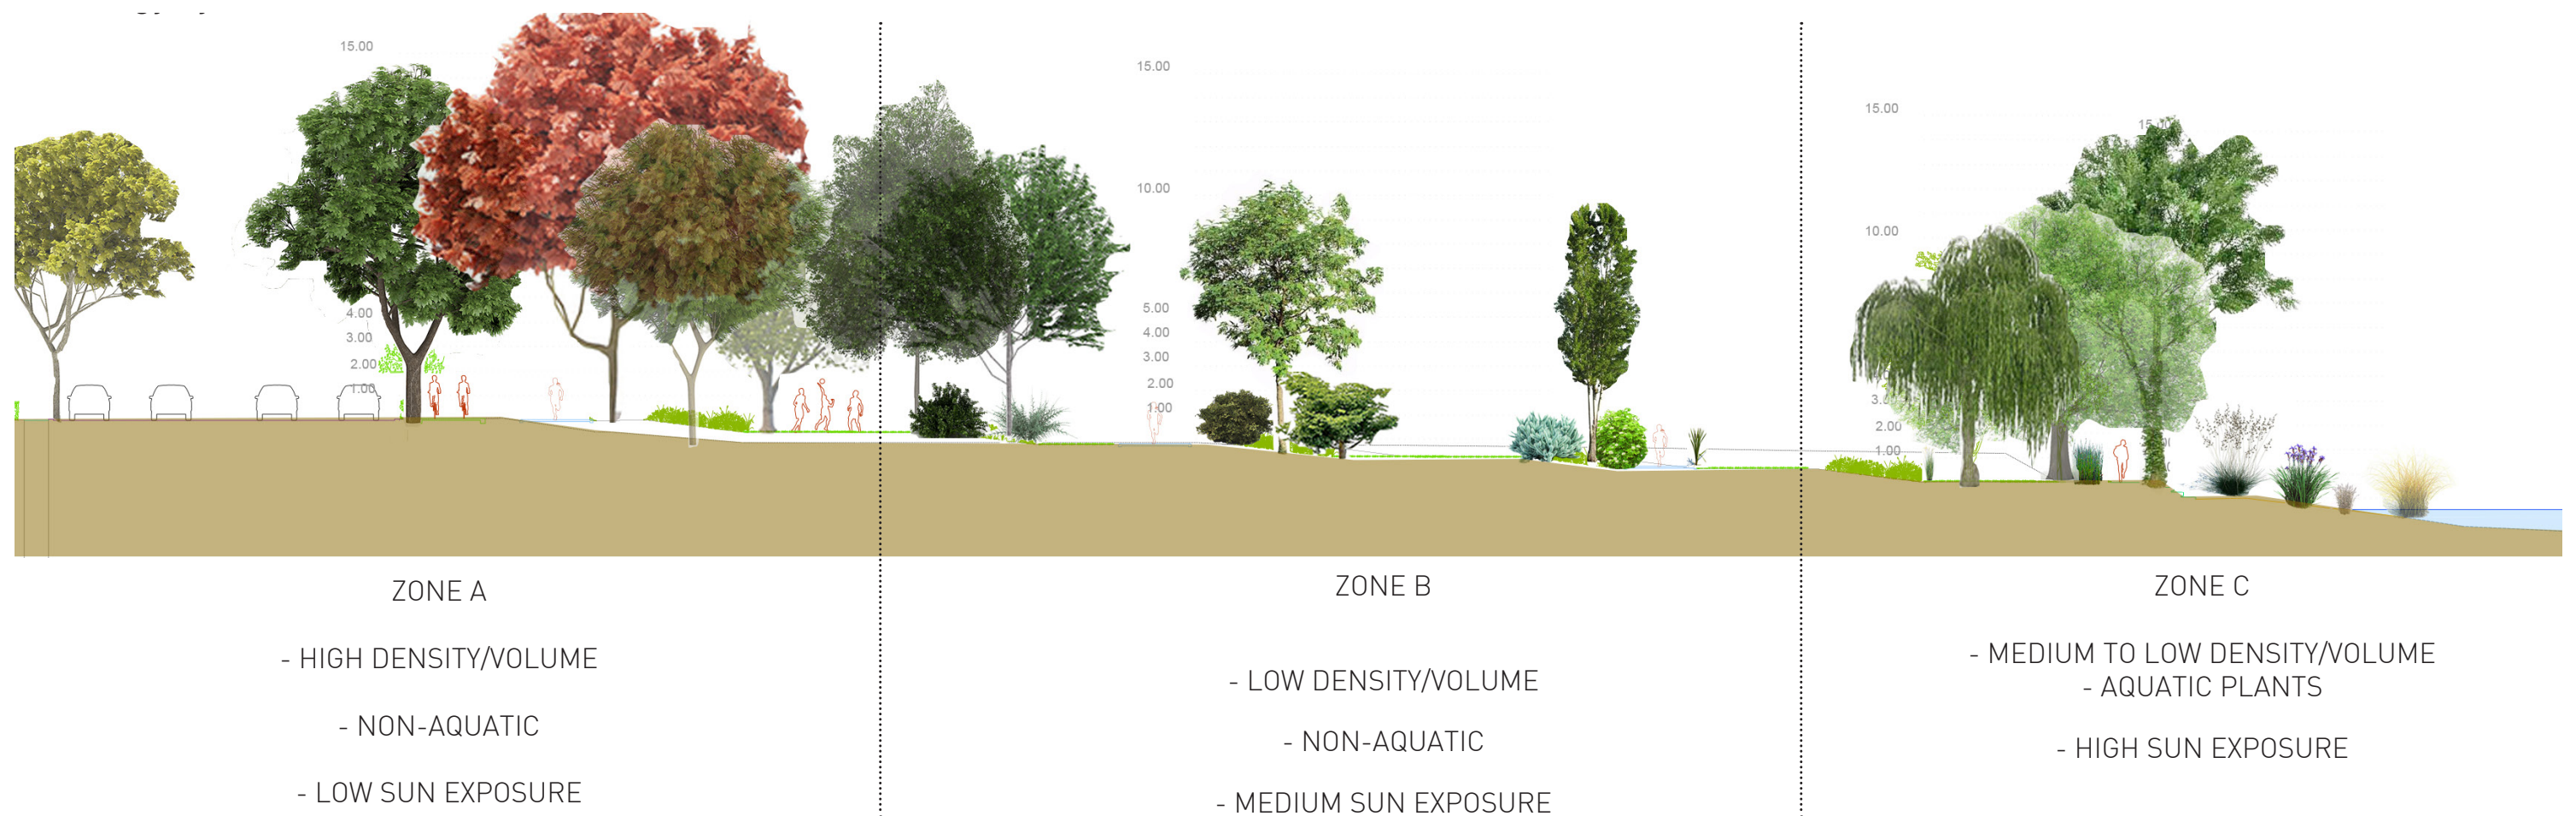 15.00
4.00
3.00
2.00
1.00
15.00
10.00
5.00
4.00
3.00
2.00
1.00
15.00
15.00
10.00
2.00
1.00
ZONE A
- HIGH DENSITY/VOLUME
- NON-AQUATIC
- LOW SUN EXPOSURE
ZONE B
- LOW DENSITY/VOLUME
- NON-AQUATIC
- MEDIUM SUN EXPOSURE
ZONE C
- MEDIUM TO LOW DENSITY/VOLUME
- AQUATIC PLANTS
- HIGH SUN EXPOSURE